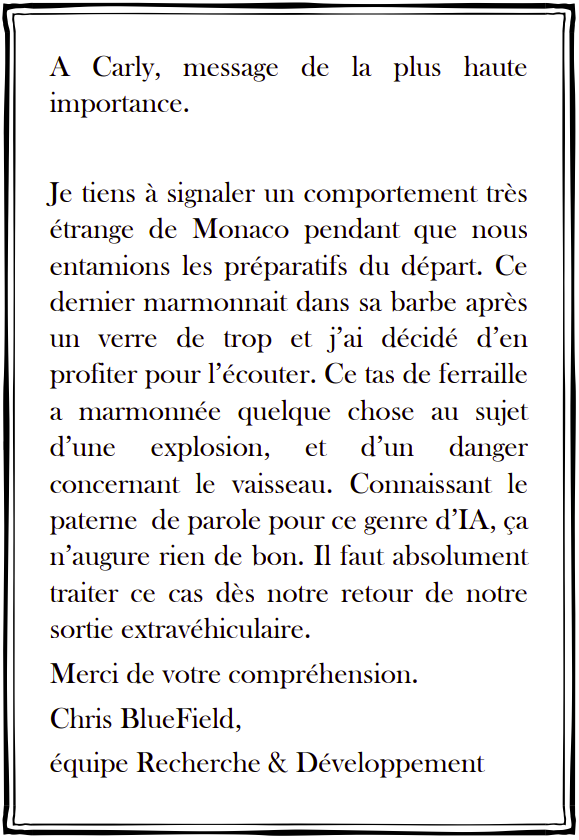 A Carly, message de la plus haute
importance.
Je tiens à signaler un comportement très
étrange de Monaco pendant que nous
entamions les préparatifs du départ. Ce
dernier marmonnait dans sa barbe après
un verre de trop et j’ai décidé d’en
profiter pour l’écouter. Ce tas de ferraille
a marmonnée quelque chose au sujet
d’une explosion, et d’un danger
concernant le vaisseau. Connaissant le
paterne  de parole pour ce genre d’IA, ça
n’augure rien de bon. Il faut absolument
traiter ce cas dès notre retour de notre
sortie extravéhiculaire.
Merci de votre compréhension.
Chris BlueField,
équipe Recherche & Développement